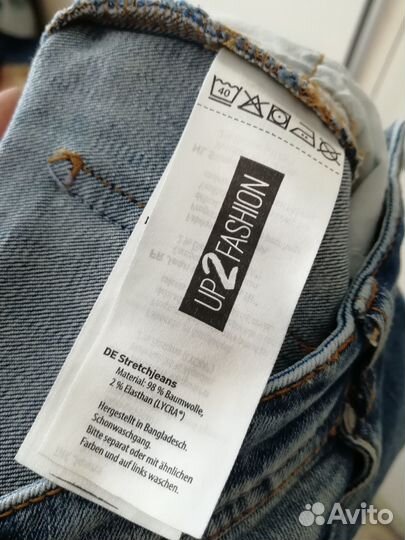 40
UP2FASHION
DE Stretchjeans
Material: 98 % Baumwolle,
2 % Elasthan (LYCRA®)
Hergestellt in Bangladesch.
Schonwaschgang.
Bitte separat oder mit ähnlichen
Farben und auf links waschen.
Avito